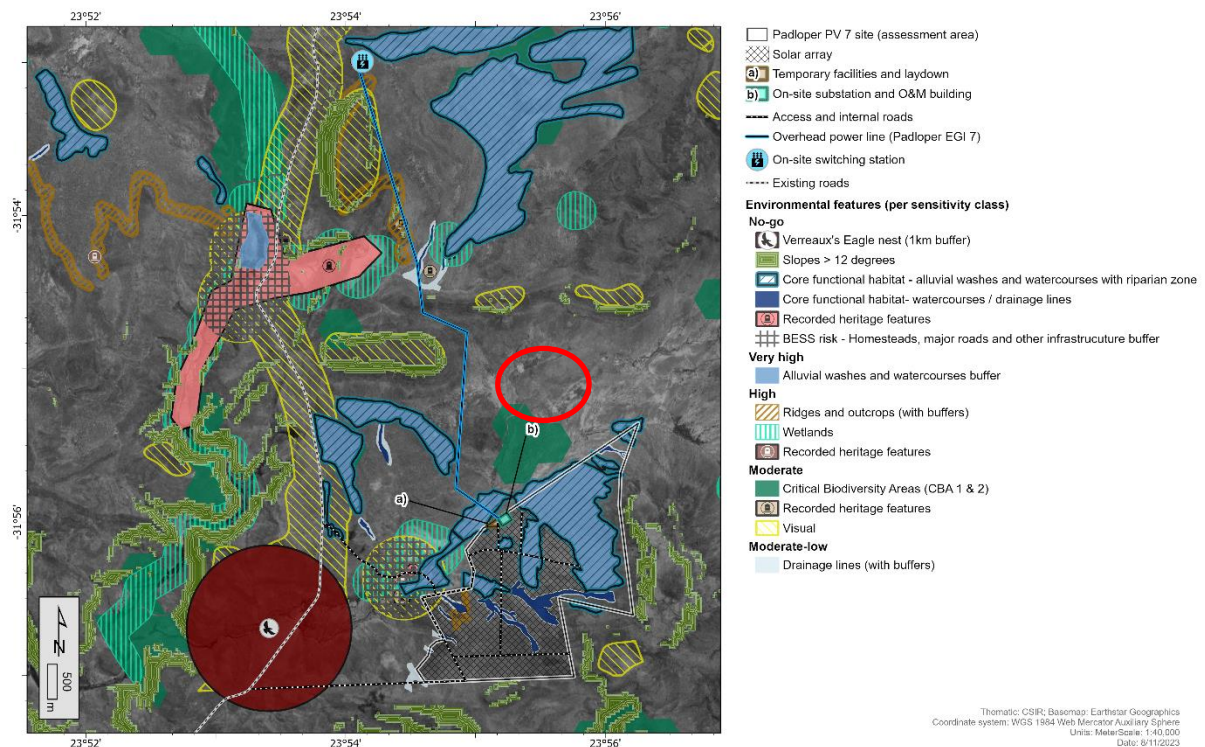 23°52'
23°54'
23°56'
-31°54'
-31°56'
a)
b)
500
m
N
23°52'
23°54'
23°56'
Padloper PV 7 site (assessment area)
Solar array
a) Temporary facilities and laydown
b) On-site substation and O&M building
Access and internal roads
Overhead power line (Padloper EGI 7)
On-site switching station
Existing roads
Environmental features (per sensitivity class)
No-go
Verreaux's Eagle nest (1km buffer)
Slopes > 12 degrees
Core functional habitat - alluvial washes and watercourses with riparian zone
Core functional habitat- watercourses / drainage lines
Recorded heritage features
BESS risk - Homesteads, major roads and other infrastrucuture buffer
Very high
Alluvial washes and watercourses buffer
High
Ridges and outcrops (with buffers)
Wetlands
Recorded heritage features
Moderate
Critical Biodiversity Areas (CBA 1 & 2)
Recorded heritage features
Visual
Moderate-low
Drainage lines (with buffers)
Thematic: CSIR; Basemap: Earthstar Geographics
Coordinate system: WGS 1984 Web Mercator Auxiliary Sphere
Units: MeterScale: 1:40,000
Date: 8/11/2023